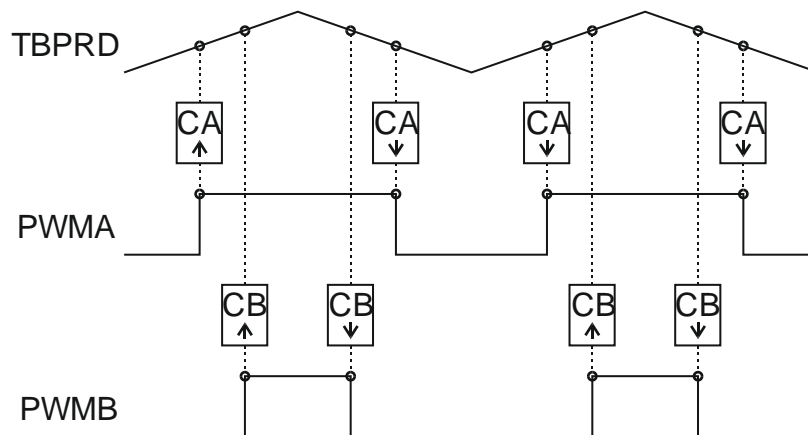 TBPRD
CA CA CA CA
↑ ↓ ↓ ↓
PWMA
CB CB CB CB
↑ ↓ ↑ ↓
PWMB